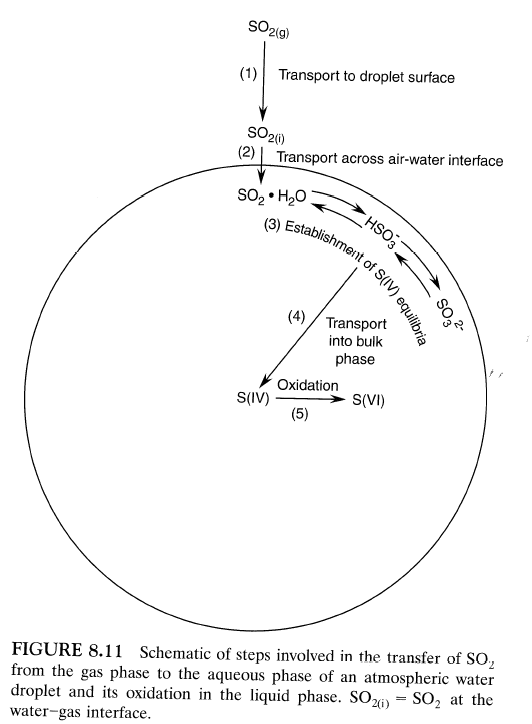 SO₂(g)
(1) Transport to droplet surface
SO₂(i)
(2) Transport across air-water interface
SO₂ • H₂O
HSO₃⁻
SO₃²⁻
(3) Establishment of S(IV) equilibria
(4) Transport
into bulk
phase
Oxidation
S(IV) S(VI)
(5)
FIGURE 8.11 Schematic of steps involved in the transfer of SO₂
from the gas phase to the aqueous phase of an atmospheric water
droplet and its oxidation in the liquid phase. SO₂(i) = SO₂ at the
water–gas interface.